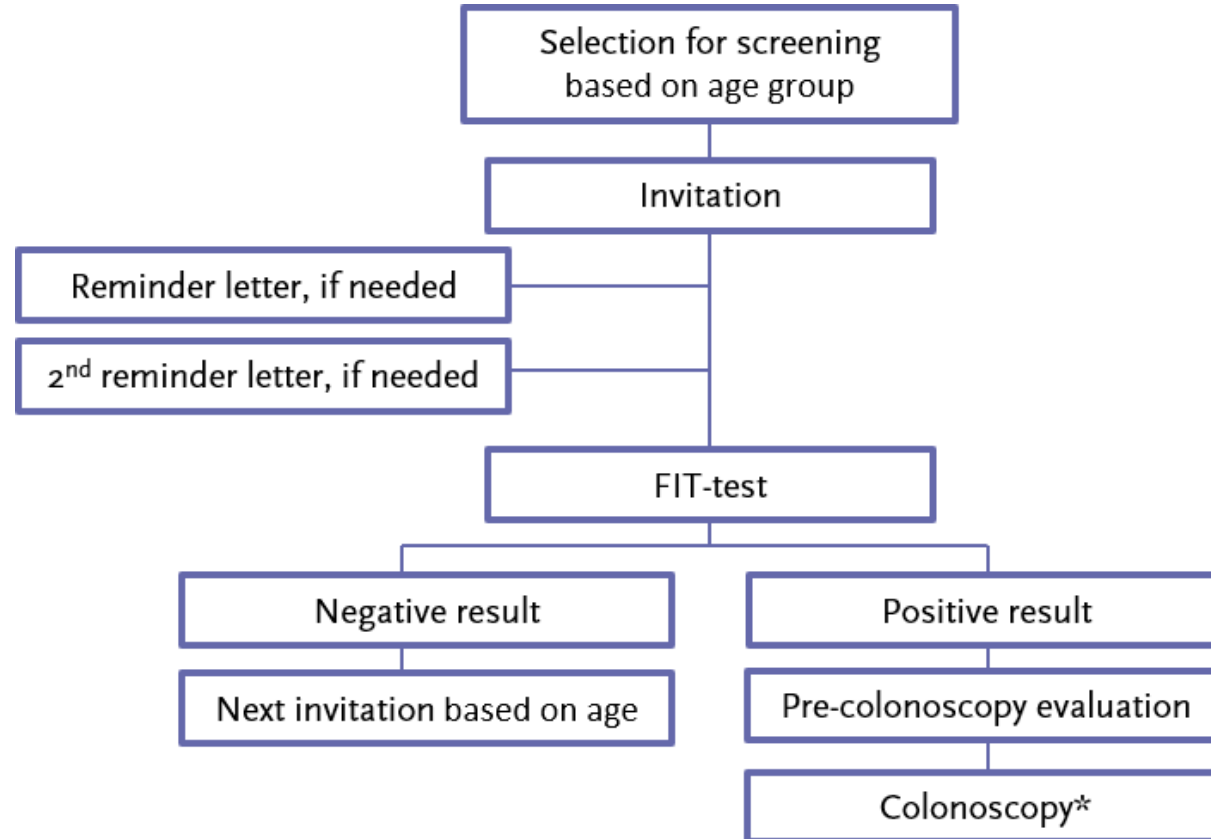 Selection for screening
based on age group
Invitation
Reminder letter, if needed
2nd reminder letter, if needed
FIT-test
Negative result
Positive result
Next invitation based on age
Pre-colonoscopy evaluation
Colonoscopy*